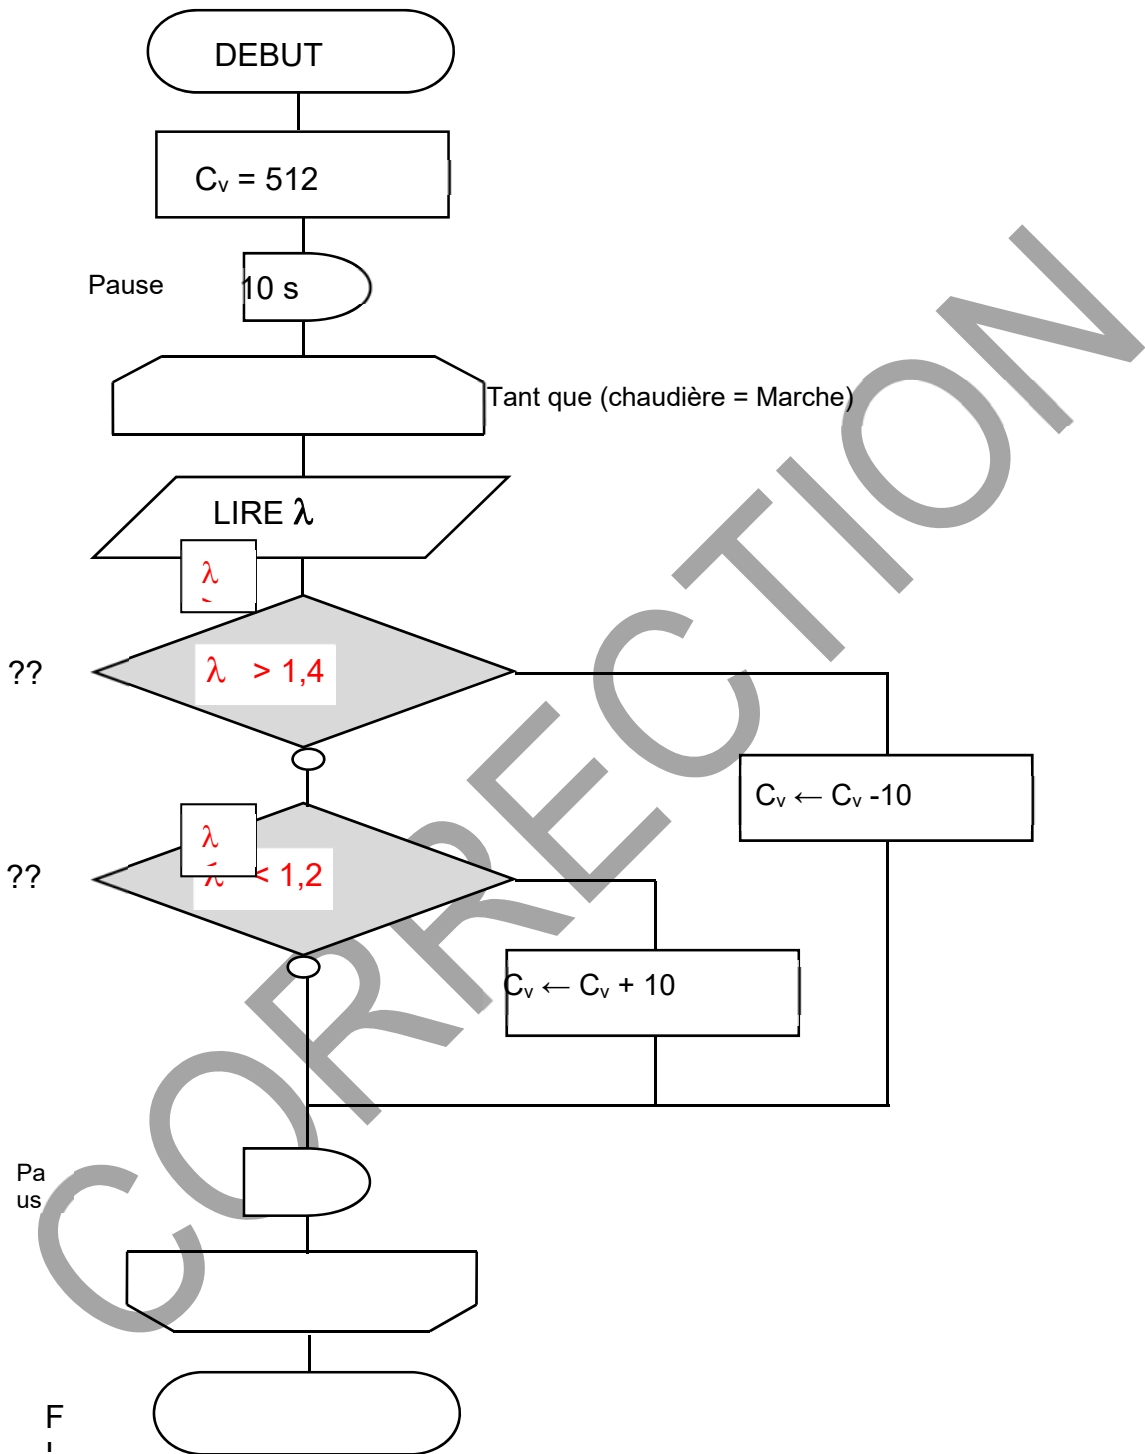 DEBUT
Cv = 512
Pause 10 s
Tant que (chaudière = Marche)
LIRE λ
λ
?? λ > 1,4
Cv ← Cv -10
λ
?? λ < 1,2
Cv ← Cv + 10
Pa
us
F
CORRECTION